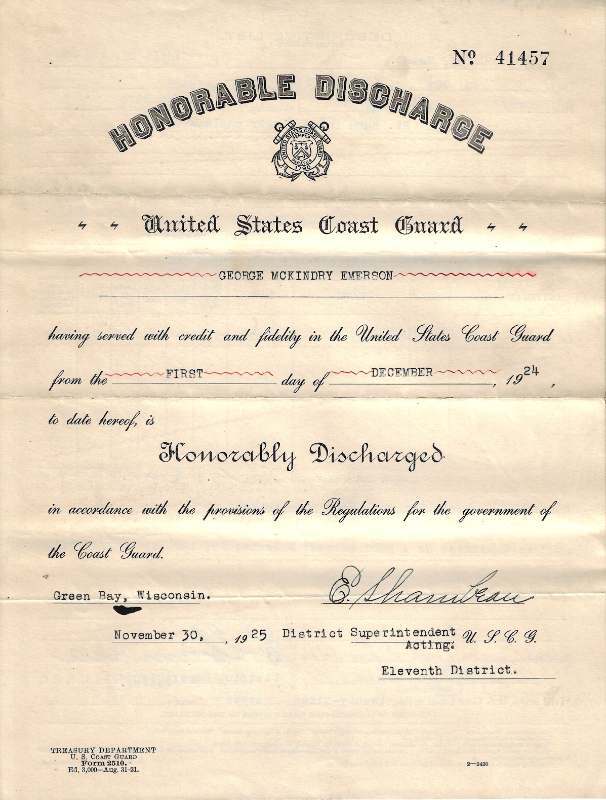 Nº 41457
HONORABLE DISCHARGE
United States Coast Guard
GEORGE MCKINDRY EMERSON
having served with credit and fidelity in the United States Coast Guard
from the FIRST day of DECEMBER, 1924,
to date hereof, is
Honorably Discharged
in accordance with the provisions of the Regulations for the government of
the Coast Guard.
Green Bay, Wisconsin.
November 30, , 1925 District Superintendent U. S. C. G.
Acting.
Eleventh District.
TREASURY DEPARTMENT
U. S. COAST GUARD
Form 2510.